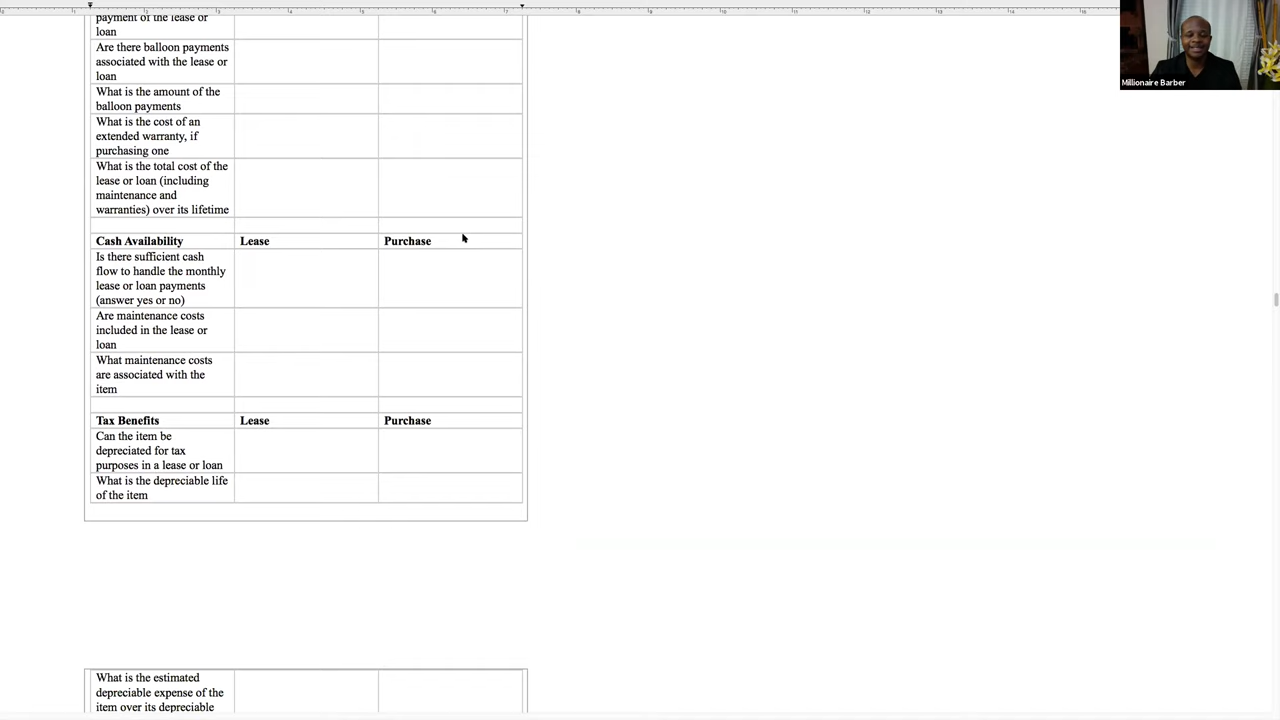 payment of the lease or
loan
Are there balloon payments
associated with the lease or
loan
What is the amount of the
balloon payments
What is the cost of an
extended warranty, if
purchasing one
What is the total cost of the
lease or loan (including
maintenance and
warranties) over its lifetime
Cash Availability Lease Purchase
Is there sufficient cash
flow to handle the monthly
lease or loan payments
(answer yes or no)
Are maintenance costs
included in the lease or
loan
What maintenance costs
are associated with the
item
Tax Benefits Lease Purchase
Can the item be
depreciated for tax
purposes in a lease or loan
What is the depreciable life
of the item
What is the estimated
depreciable expense of the
item over its depreciable
Millionaire Barber